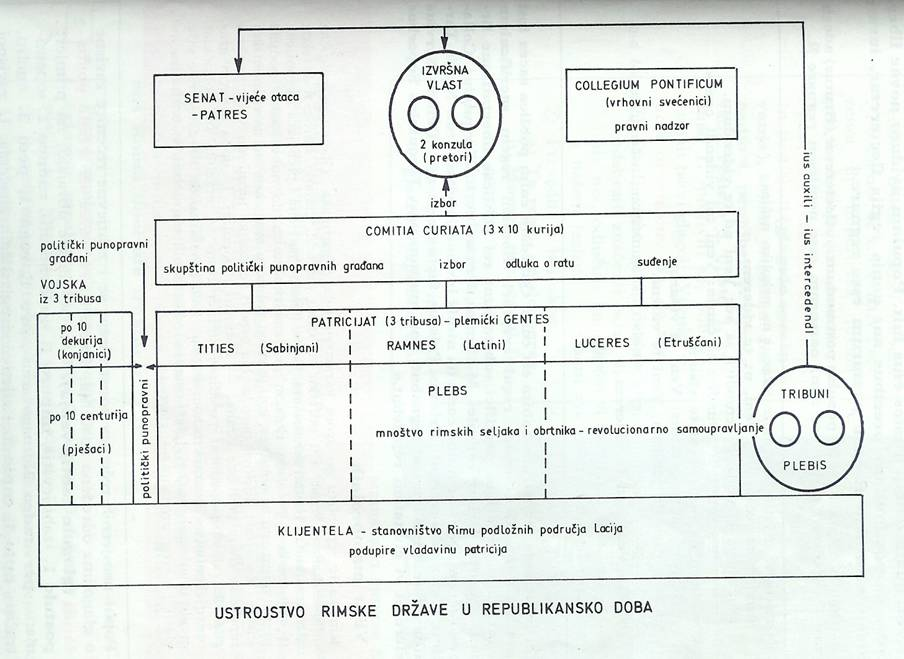 SENAT - vijeće otaca
- PATRES
IZVRŠNA
VLAST
2 konzula
(pretori)
COLLEGIUM PONTIFICUM
(vrhovni svećenici)
pravni nadzor
ius auxili - ius intercedendi
izbor
COMITIA CURIATA (3 x 10 kurija)
skupština politički punopravnih građana izbor odluka o ratu suđenje
politički punopravni
građani
VOJSKA
iz 3 tribusa
po 10
dekurija
(konjanici)
po 10 centurija
(pješaci)
politički punopravni
PATRICIJAT (3 tribusa) - plemićki GENTES
TITIES (Sabinjani) RAMNES (Latini) LUCERES (Etruščani)
PLEBS
mnoštvo rimskih seljaka i obrtnika - revolucionarno samoupravljanje
TRIBUNI
PLEBIS
KLIJENTELA - stanovništvo Rimu podložnih područja Lacija
podupire vladavinu patricija
USTROJSTVO RIMSKE DRŽAVE U REPUBLIKANSKO DOBA